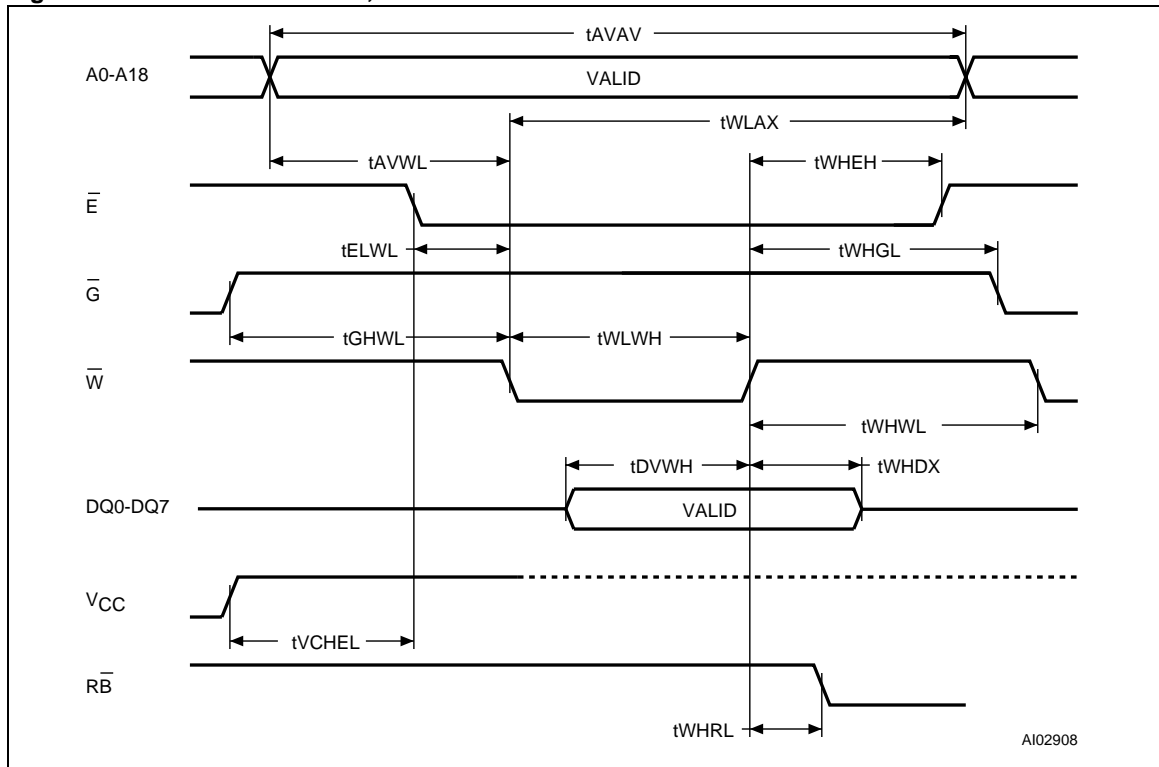 tAVAV
A0-A18
VALID
tWLAX
tAVWL
tWHEH
E̅
tELWL
tWHGL
G̅
tGHWL
tWLWH
W̅
tWHWL
tDVWH
tWHDX
DQ0-DQ7
VALID
VCC
tVCHEL
RB̅
tWHRL
AI02908